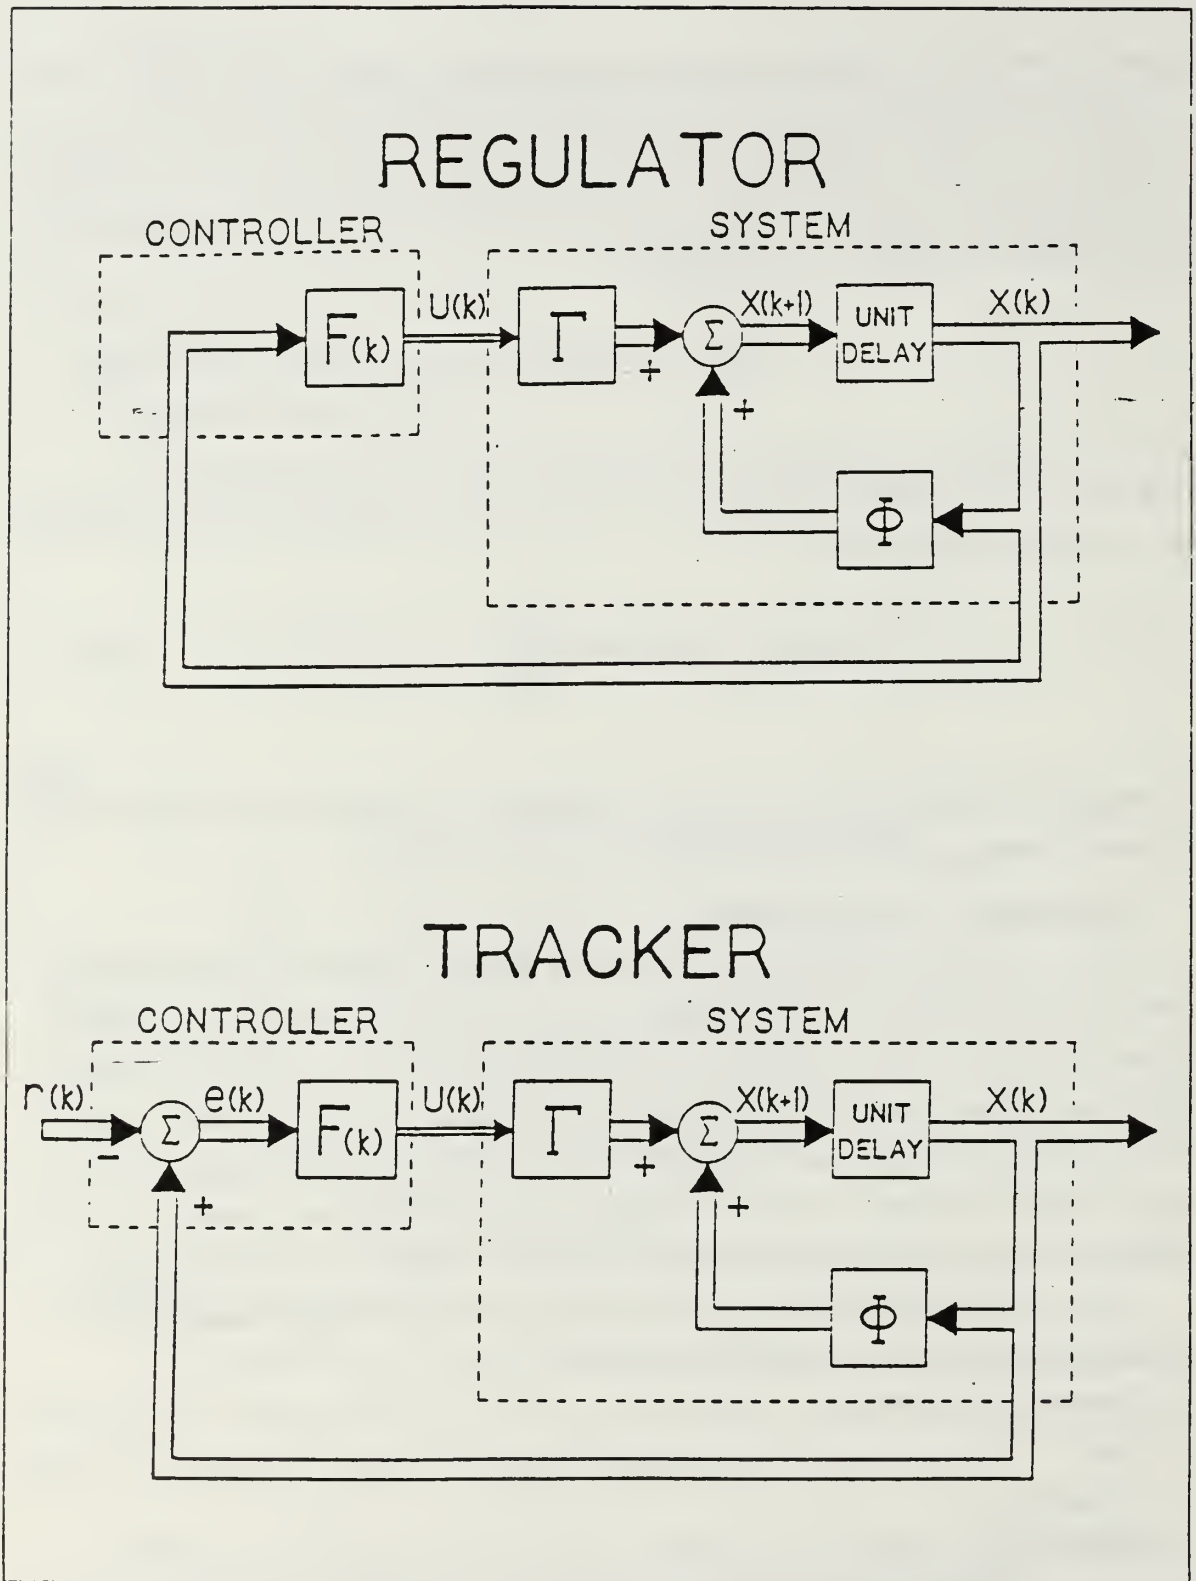 REGULATOR
CONTROLLER
SYSTEM
F(k)
U(k)
Γ
+
Σ
+
X(k+1)
UNIT
DELAY
X(k)
Φ
TRACKER
CONTROLLER
SYSTEM
r(k)
−
Σ
+
e(k)
F(k)
U(k)
Γ
+
Σ
+
X(k+1)
UNIT
DELAY
X(k)
Φ